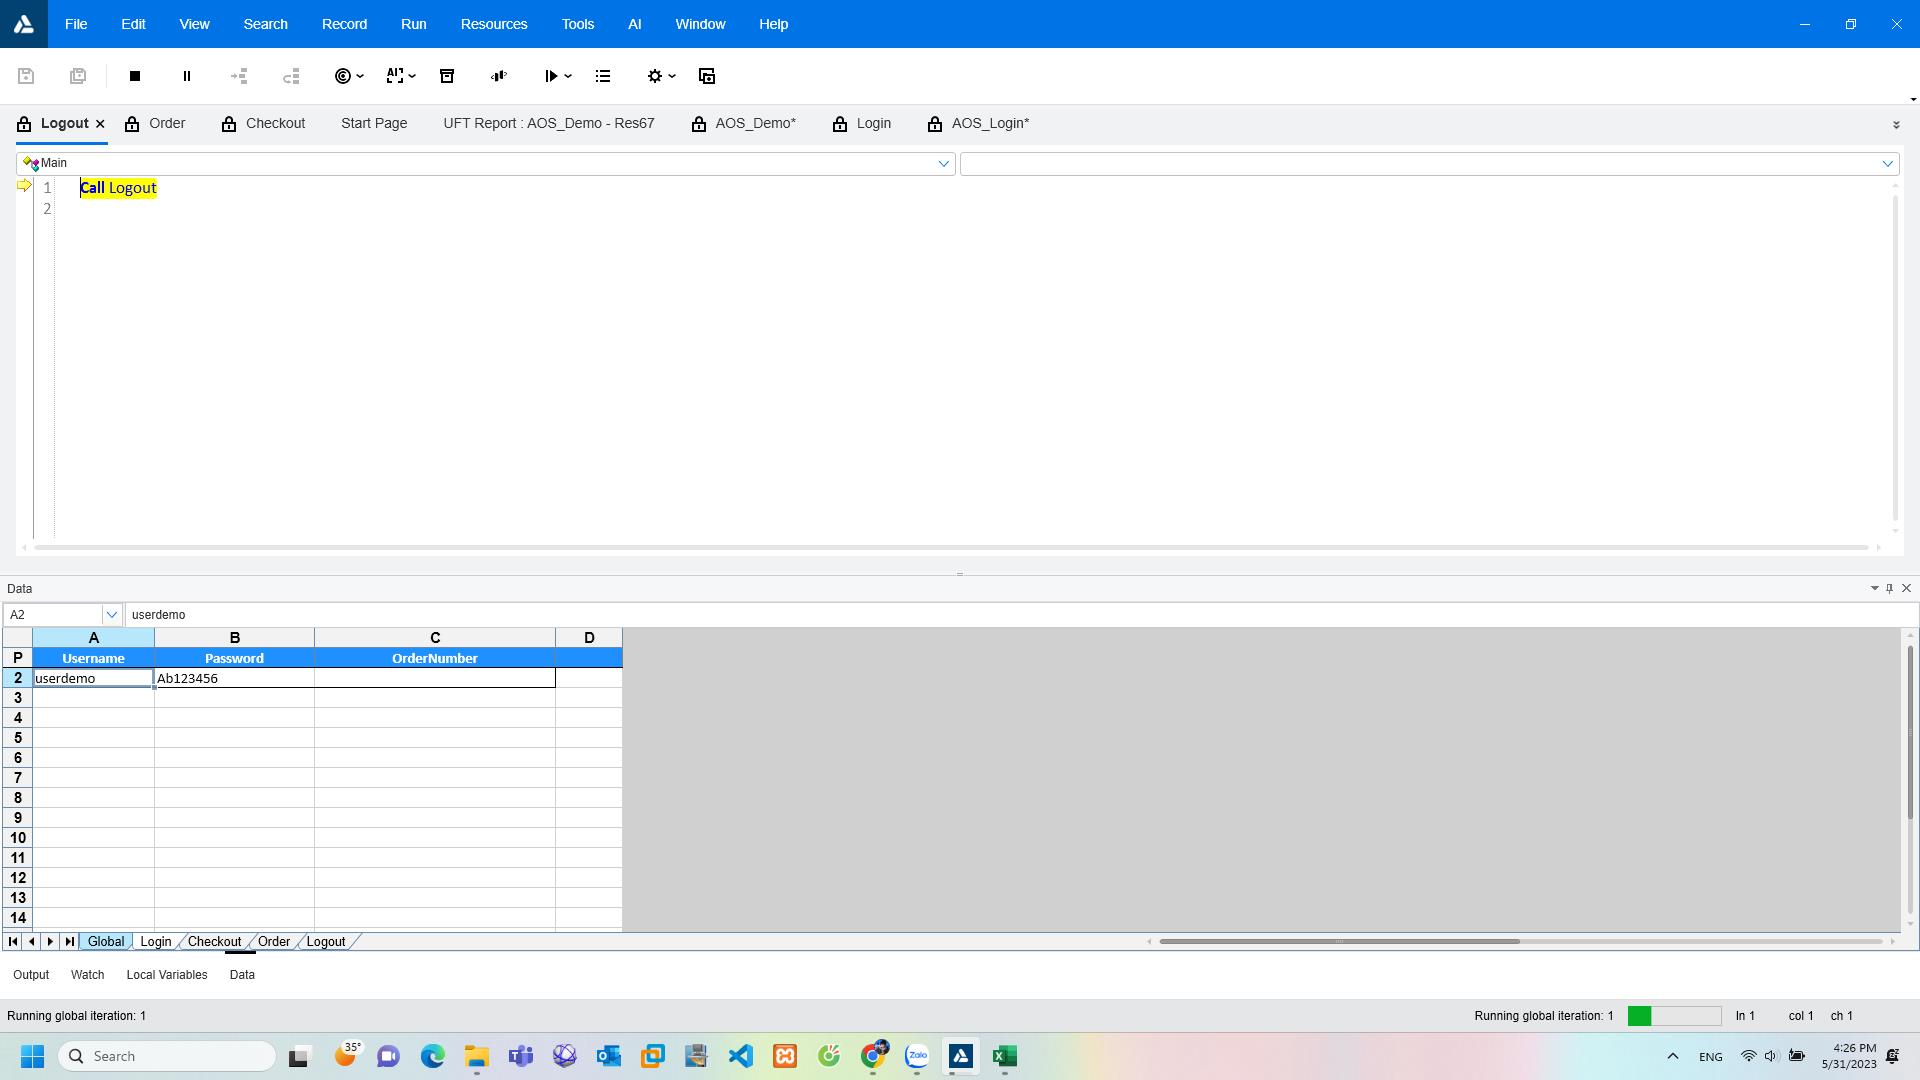 File Edit View Search Record Run Resources Tools AI Window Help
AI
Logout Order Checkout Start Page UFT Report : AOS_Demo - Res67 AOS_Demo* Login AOS_Login*
Main
1 Call Logout
2
Data
A2 userdemo
A B C D
P Username Password OrderNumber
2 userdemo Ab123456
3
4
5
6
7
8
9
10
11
12
13
14
Global Login Checkout Order Logout
Output Watch Local Variables Data
Running global iteration: 1 Running global iteration: 1 ln 1 col 1 ch 1
Search 35° Zalo ENG 4:26 PM
5/31/2023